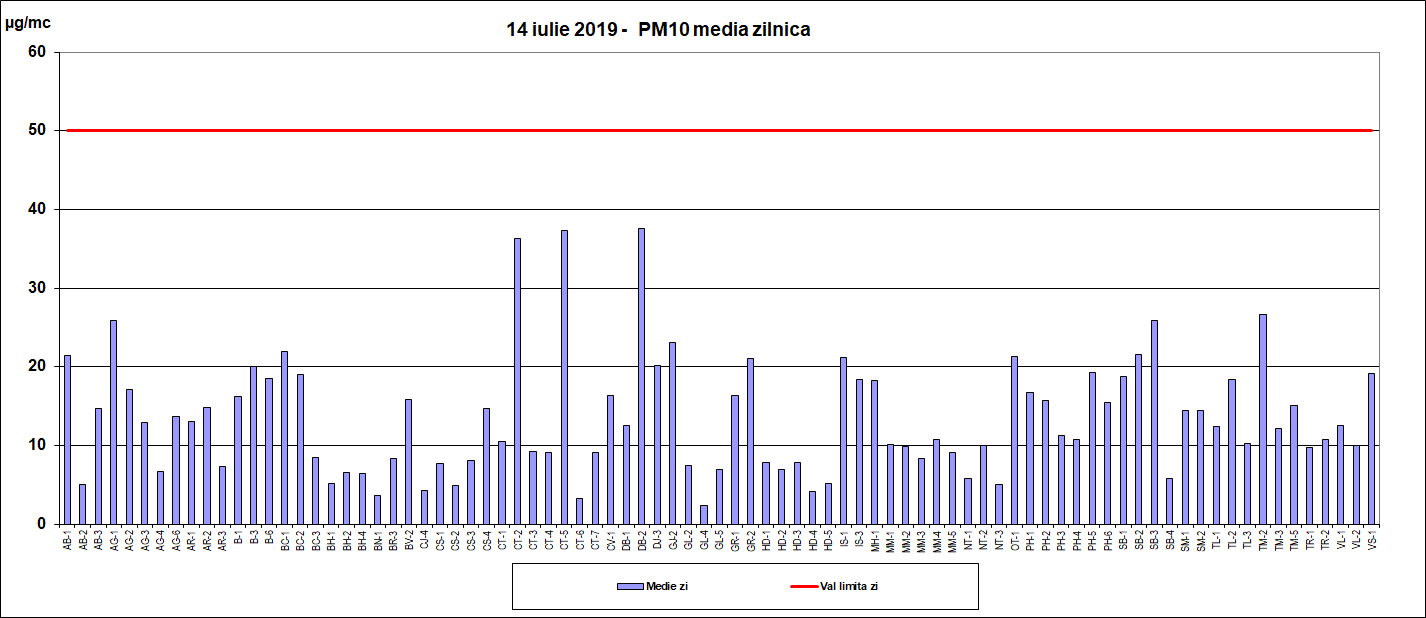 µg/mc
14 iulie 2019 - PM10 media zilnica
60
50
40
30
20
10
0
AB-1 AB-2 AB-3 AG-1 AG-2 AG-3 AG-4 AG-6 AR-1 AR-2 AR-3 B-1 B-3 B-6 BC-1 BC-2 BC-3 BH-1 BH-2 BH-4 BN-1 BR-3 BV-2 CJ-4 CS-1 CS-2 CS-3 CS-4 CT-1 CT-2 CT-3 CT-4 CT-5 CT-6 CT-7 CV-1 DB-1 DB-2 DJ-3 GJ-2 GL-2 GL-4 GL-5 GR-1 GR-2 HD-1 HD-2 HD-3 HD-4 HD-5 IS-1 IS-3 MH-1 MM-1 MM-2 MM-3 MM-4 MM-5 NT-1 NT-2 NT-3 OT-1 PH-1 PH-2 PH-3 PH-4 PH-5 PH-6 SB-1 SB-2 SB-3 SB-4 SM-1 SM-2 TL-1 TL-2 TL-3 TM-2 TM-3 TM-5 TR-1 TR-2 VL-1 VL-2 VS-1
Medie zi Val limita zi